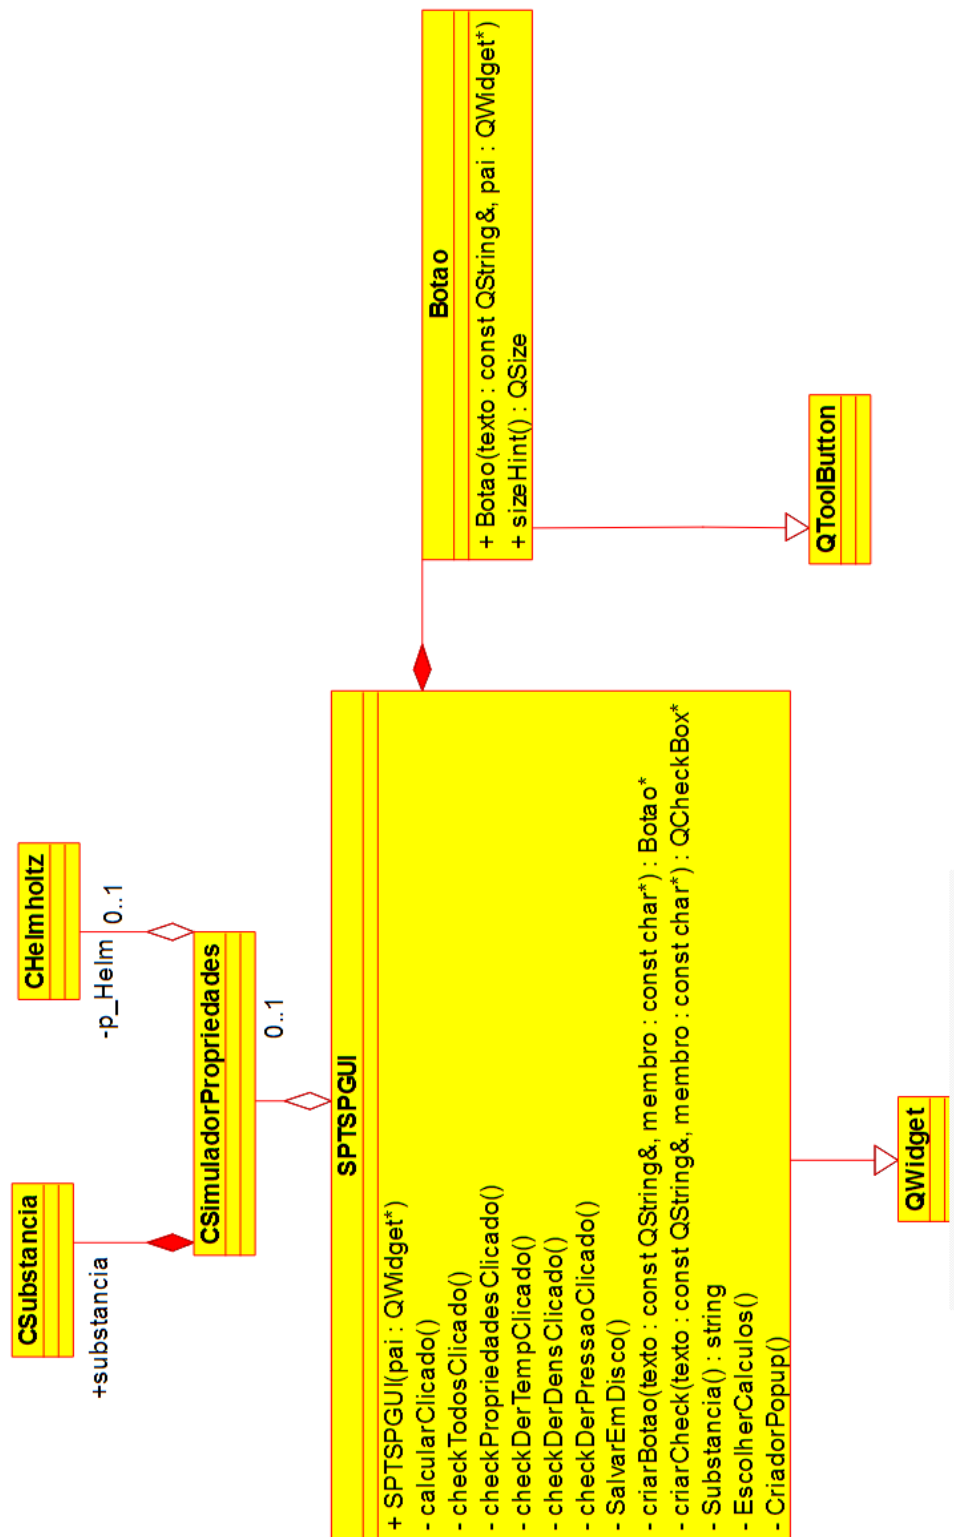 CSubstancia
+substancia
CHelmholtz
-p_Helm
0..1
CSimuladorPropriedades
0..1
SPTSPGUI
+ SPTSPGUI(pai : QWidget*)
- calcularClicado()
- checkTodosClicado()
- checkPropriedadesClicado()
- checkDerTempClicado()
- checkDerDensClicado()
- checkDerPressaoClicado()
- SalvarEmDisco()
- criarBotao(texto : const QString&, membro : const char*) : Botao*
- criarCheck(texto : const QString&, membro : const char*) : QCheckBox*
- Substancia() : string
- EscolherCalculos()
- CriadorPopup()
Botao
+ Botao(texto : const QString&, pai : QWidget*)
+ sizeHint() : QSize
QWidget
QToolButton